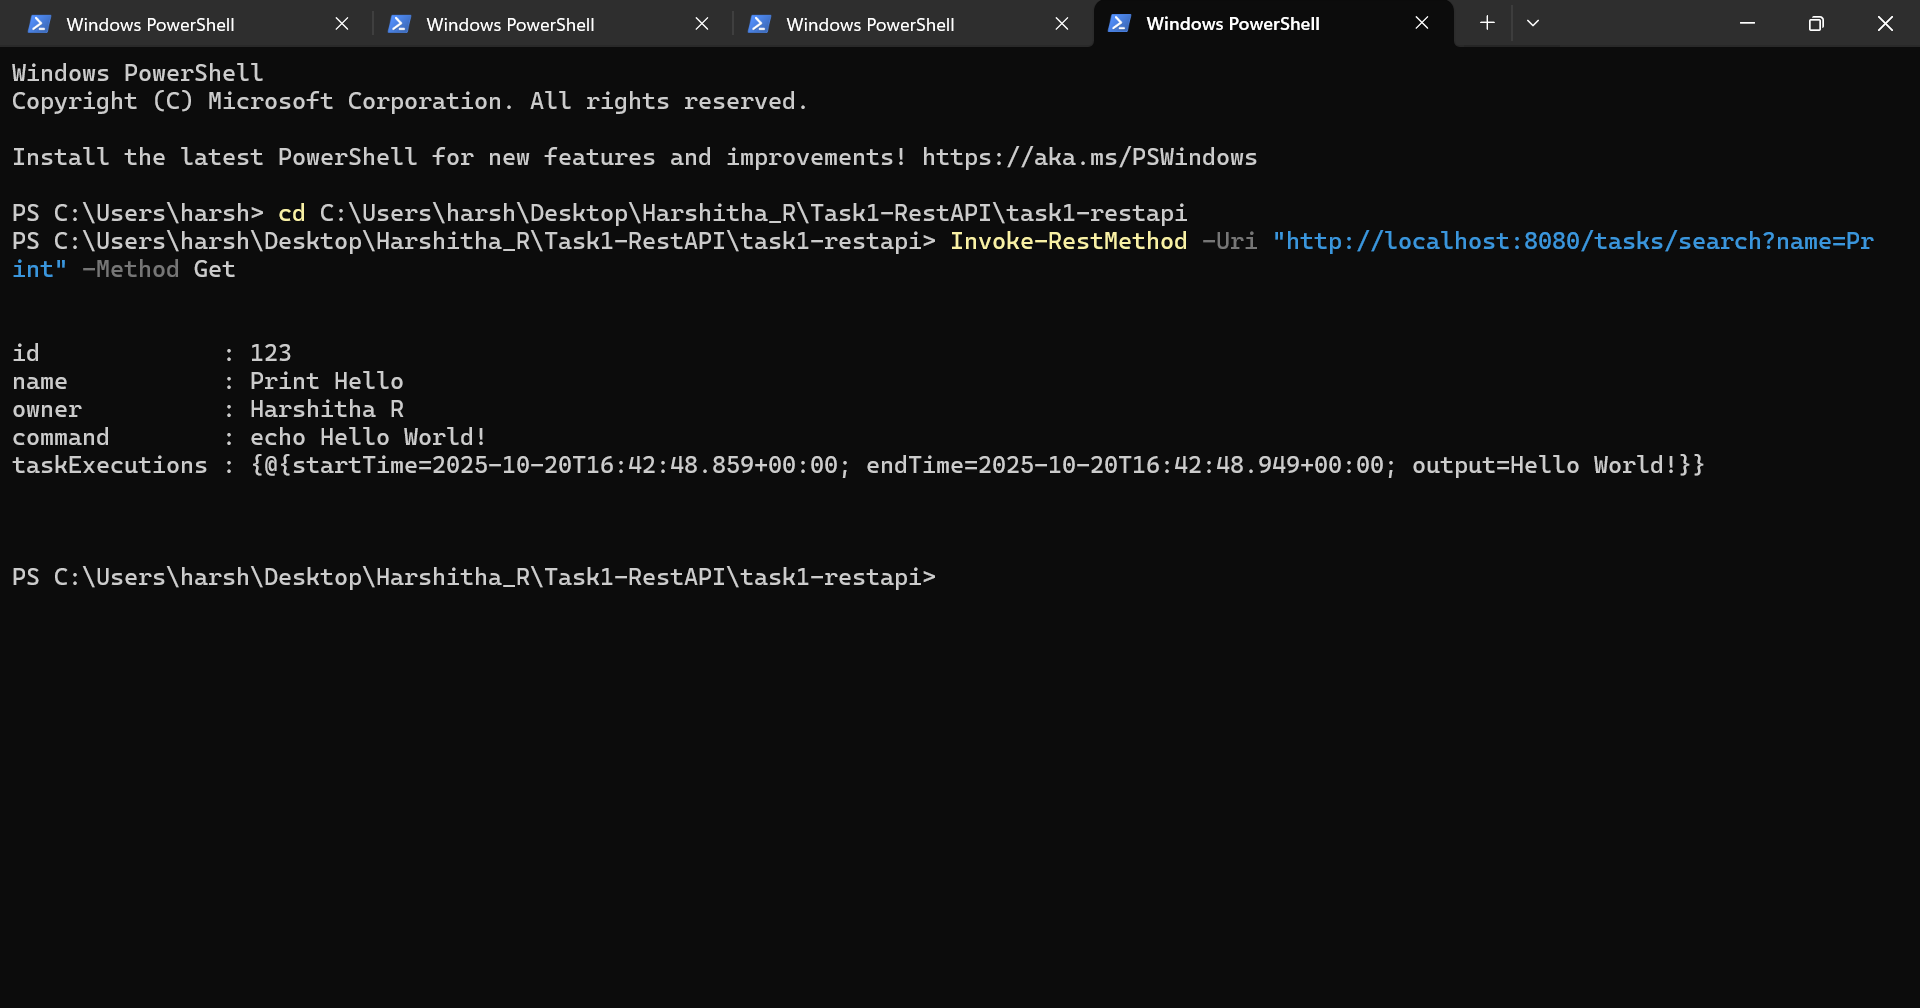 Windows PowerShell Windows PowerShell Windows PowerShell Windows PowerShell
Windows PowerShell
Copyright (C) Microsoft Corporation. All rights reserved.
Install the latest PowerShell for new features and improvements! https://aka.ms/PSWindows
PS C:\Users\harsh> cd C:\Users\harsh\Desktop\Harshitha_R\Task1-RestAPI\task1-restapi
PS C:\Users\harsh\Desktop\Harshitha_R\Task1-RestAPI\task1-restapi> Invoke-RestMethod -Uri "http://localhost:8080/tasks/search?name=Pr
int" -Method Get
id : 123
name : Print Hello
owner : Harshitha R
command : echo Hello World!
taskExecutions : {@{startTime=2025-10-20T16:42:48.859+00:00; endTime=2025-10-20T16:42:48.949+00:00; output=Hello World!}}
PS C:\Users\harsh\Desktop\Harshitha_R\Task1-RestAPI\task1-restapi>